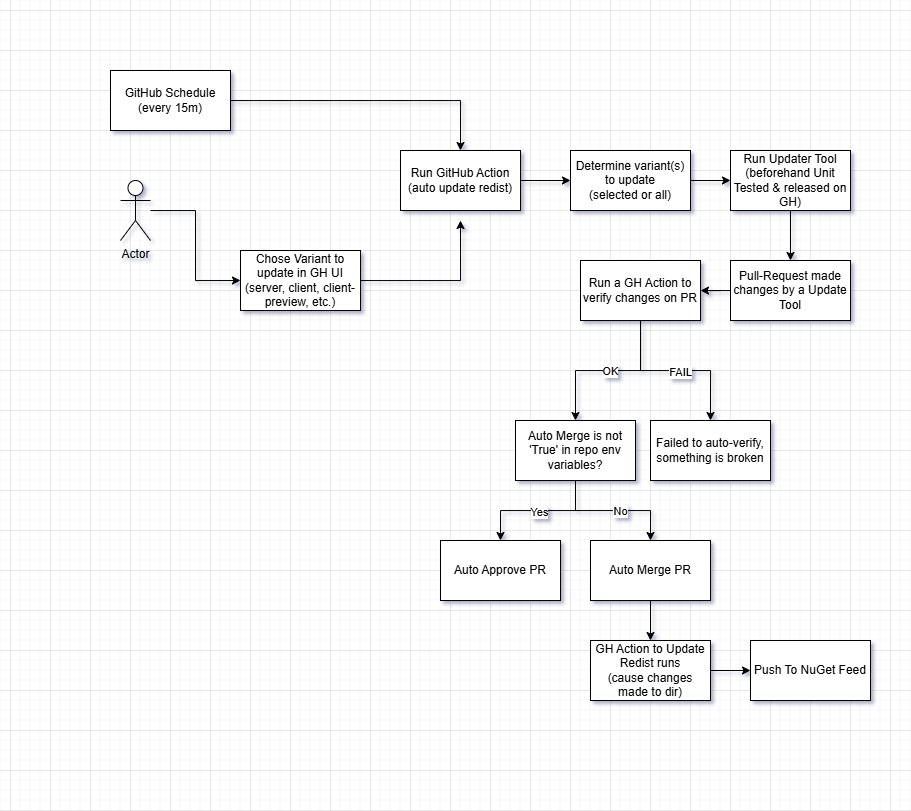 GitHub Schedule
(every 15m)
Run GitHub Action
(auto update redist)
Determine variant(s)
to update
(selected or all)
Run Updater Tool
(beforehand Unit
Tested & released on
GH)
Actor
Chose Variant to
update in GH UI
(server, client, client-
preview, etc.)
Run a GH Action to
verify changes on PR
Pull-Request made
changes by a Update
Tool
OK
FAIL
Auto Merge is not
'True' in repo env
variables?
Failed to auto-verify,
something is broken
Yes
No
Auto Approve PR
Auto Merge PR
GH Action to Update
Redist runs
(cause changes
made to dir)
Push To NuGet Feed